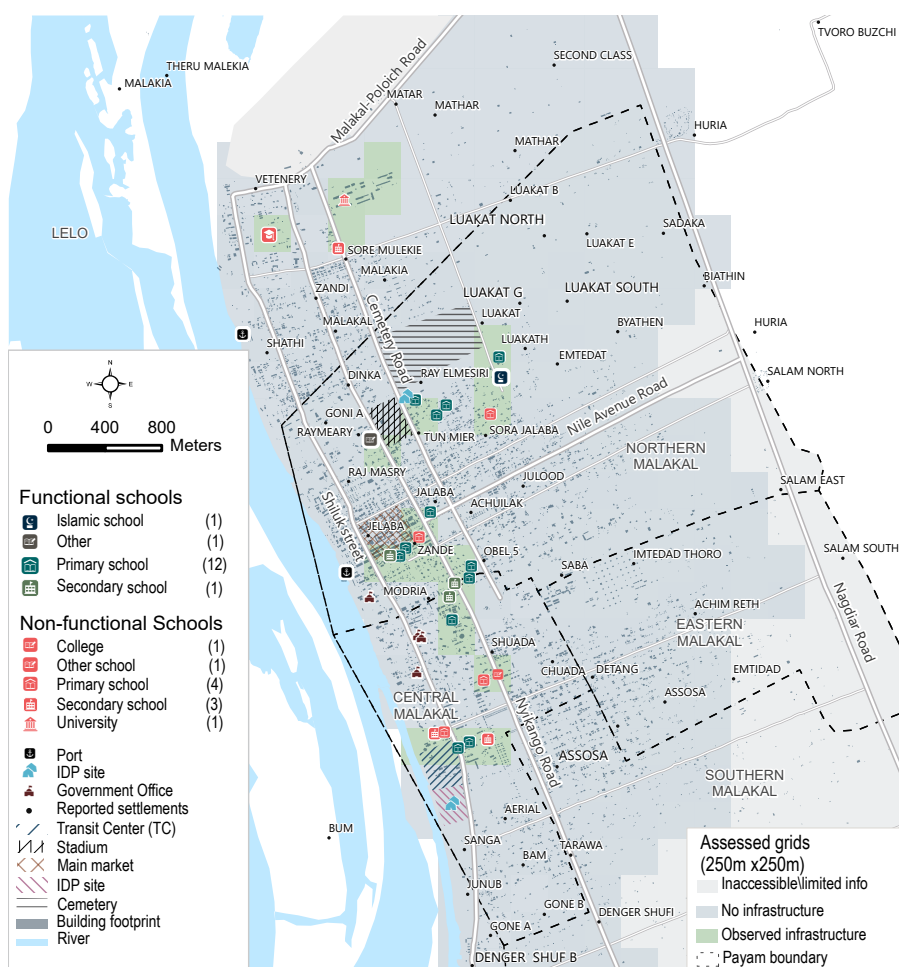 TVORO BUZCHI
SECOND CLASS
THERU MALEKIA
MALAKIA
MATAR
MATHAR
Malakal-Poloich Road
HURIA
MATHAR
VETENERY
LUAKAT B
LUAKAT NORTH
SADAKA
LELO
LUAKAT E
SORE MULEKIE
MALAKIA
BIATHIN
ZANDI
LUAKAT G
LUAKAT SOUTH
LUAKAT
Cemetery Road
MALAKAL
BYATHEN
HURIA
SHATHI
LUAKATH
EMTEDAT
DINKA
RAY ELMESIRI
SALAM NORTH
Nile Avenue Road
GONI A
RAYMEARY
TUN MIER
SORA JALABA
NORTHERN
MALAKAL
RAJ MASRY
JULOOD
SALAM EAST
Shiluk street
JALABA
ACHUILAK
JELABA
ZANDE
OBEL 5
SABA
IMTEDAD THORO
SALAM SOUTH
MODRIA
Nagdiar Road
ACHIM RETH
EASTERN
MALAKAL
SHUADA
CHUADA
DETANG
EMTIDAD
ASSOSA
CENTRAL
MALAKAL
Nyikango Road
ASSOSA
SOUTHERN
MALAKAL
AERIAL
BUM
SANGA
BAM
TARAWA
JUNUB
GONE B
DENGER SHUFI
GONE A
DENGER SHUF B
N
W
E
S
0 400 800
Meters
Functional schools
Islamic school (1)
Other (1)
Primary school (12)
Secondary school (1)
Non-functional Schools
College (1)
Other school (1)
Primary school (4)
Secondary school (3)
University (1)
Port
IDP site
Government Office
Reported settlements
Transit Center (TC)
Stadium
Main market
IDP site
Cemetery
Building footprint
River
Assessed grids
(250m x250m)
Inaccessible\limited info
No infrastructure
Observed infrastructure
Payam boundary